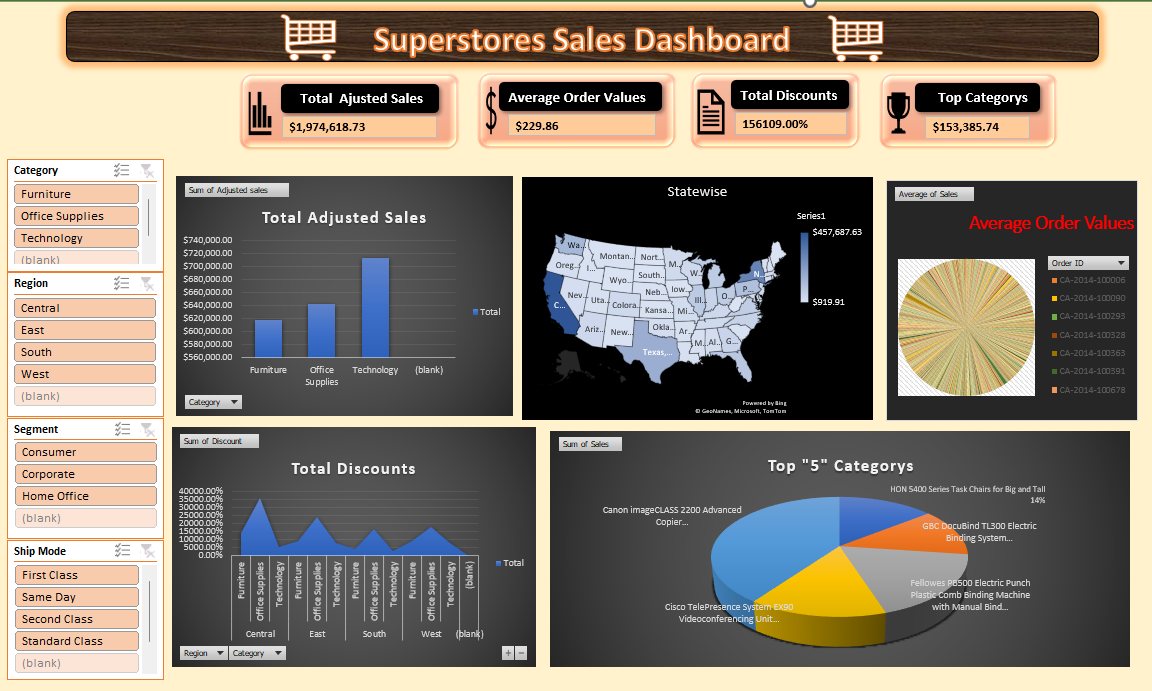 Superstores Sales Dashboard
Total Ajusted Sales
$1,974,618.73
Average Order Values
$229.86
Total Discounts
156109.00%
Top Categorys
$153,385.74
Category
Furniture
Office Supplies
Technology
(blank)
Region
Central
East
South
West
(blank)
Segment
Consumer
Corporate
Home Office
(blank)
Ship Mode
First Class
Same Day
Second Class
Standard Class
(blank)
Sum of Adjusted sales
Total Adjusted Sales
$740,000.00
$720,000.00
$700,000.00
$680,000.00
$660,000.00
$640,000.00
$620,000.00
$600,000.00
$580,000.00
$560,000.00
Furniture
Office
Supplies
Technology
(blank)
Total
Category
Statewise
Series1
$457,687.63
$919.91
Wa...
Montan...
Nort...
M...
Oreg...
I...
South...
W...
N...
Wyo...
Nev...
Uta...
Colora...
Neb...
Iow...
Ill...
O...
P...
C...
Kansa...
Mi...
Ariz...
New...
Okla...
Ar...
Texas,...
M...
Al...
G...
Powered by Bing
© GeoNames, Microsoft, TomTom
Average of Sales
Average Order Values
Order ID
CA-2014-100006
CA-2014-100090
CA-2014-100293
CA-2014-100328
CA-2014-100363
CA-2014-100391
CA-2014-100678
Sum of Discount
Total Discounts
40000.00%
35000.00%
30000.00%
25000.00%
20000.00%
15000.00%
10000.00%
5000.00%
0.00%
Furniture
Office Supplies
Technology
Furniture
Office Supplies
Technology
Furniture
Office Supplies
Technology
Furniture
Office Supplies
Technology
(blank)
Central
East
South
West
(blank)
Total
Region
Category
Sum of Sales
Top "5" Categorys
HON 5400 Series Task Chairs for Big and Tall
14%
Canon imageCLASS 2200 Advanced
Copier...
GBC DocuBind TL300 Electric
Binding System...
Fellowes PB500 Electric Punch
Plastic Comb Binding Machine
with Manual Bind...
Cisco TelePresence System EX90
Videoconferencing Unit...